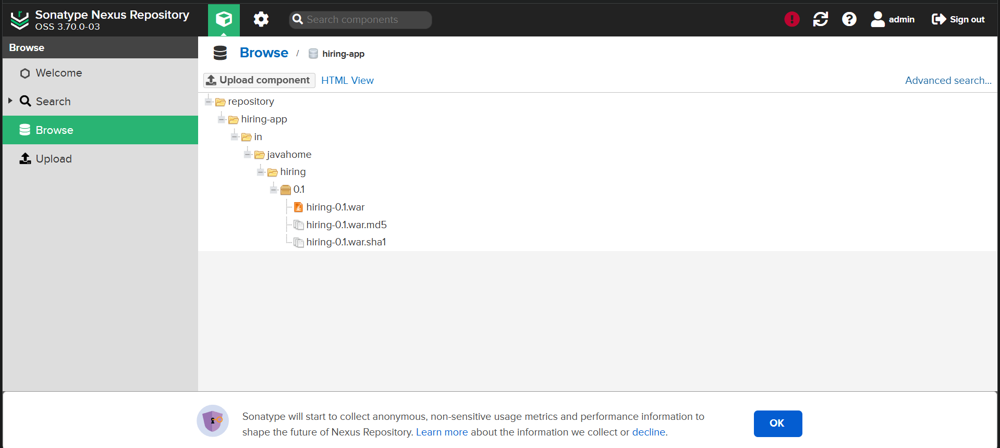 Sonatype Nexus Repository
OSS 3.70.0-03
Search components
admin
Sign out
Browse
Welcome
Search
Browse
Upload
Browse / hiring-app
Upload component
HTML View
Advanced search...
repository
hiring-app
in
javahome
hiring
0.1
hiring-0.1.war
hiring-0.1.war.md5
hiring-0.1.war.sha1
Sonatype will start to collect anonymous, non-sensitive usage metrics and performance information to
shape the future of Nexus Repository. Learn more about the information we collect or decline.
OK